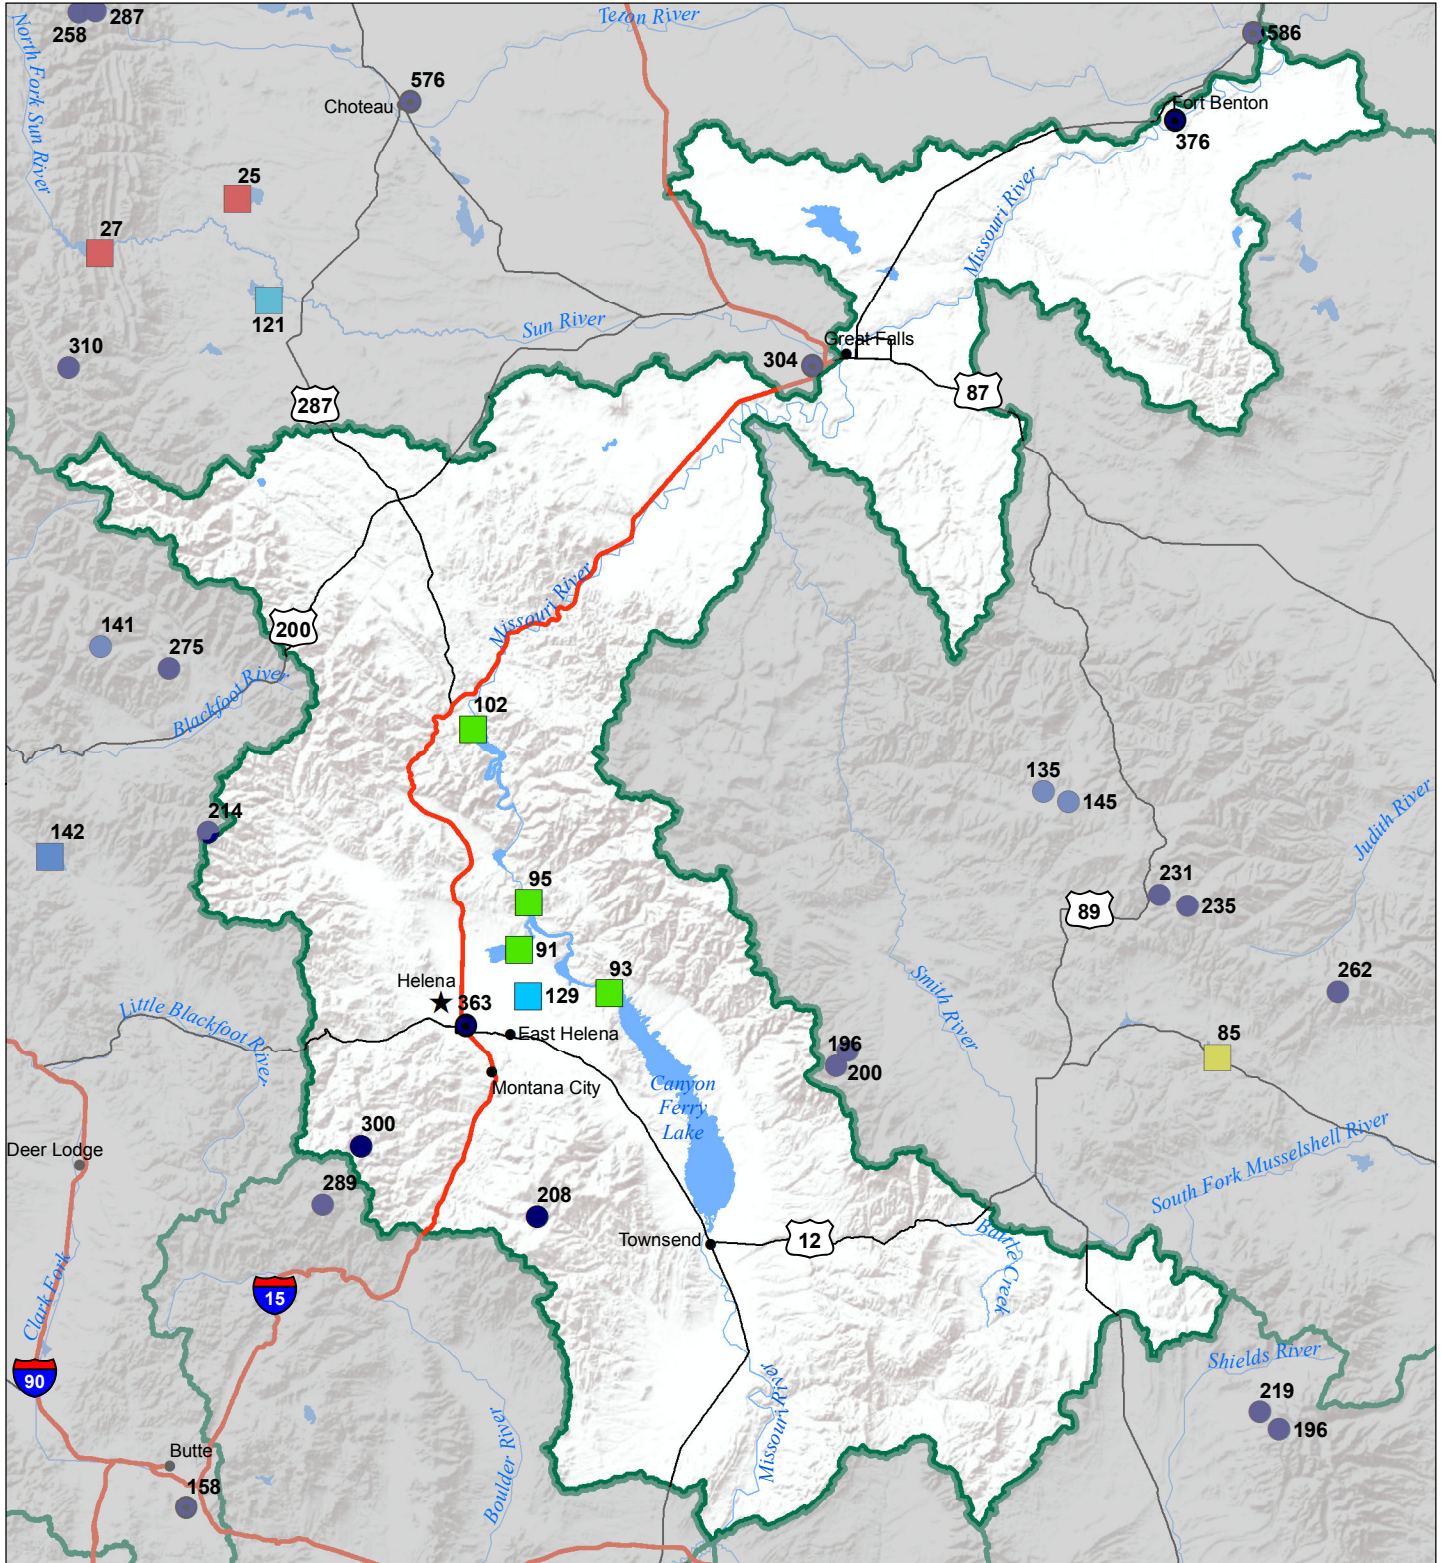 258
287
Teton River
586
North Fork Sun River
576
Choteau
Fort Benton
376
25
27
Missouri River
121
Sun River
310
304
Great Falls
287
87
Missouri River
200
141
275
Blackfoot River
102
135
145
Judith River
214
142
95
231
235
89
91
Helena
93
262
129
Smith River
Little Blackfoot River
363
East Helena
196
200
85
Montana City
Canyon
Ferry
Lake
300
Deer Lodge
South Fork Musselshell River
289
208
Townsend
12
Battle Creek
Clark Fork
15
Shields River
90
Missouri River
219
196
Boulder River
Butte
158